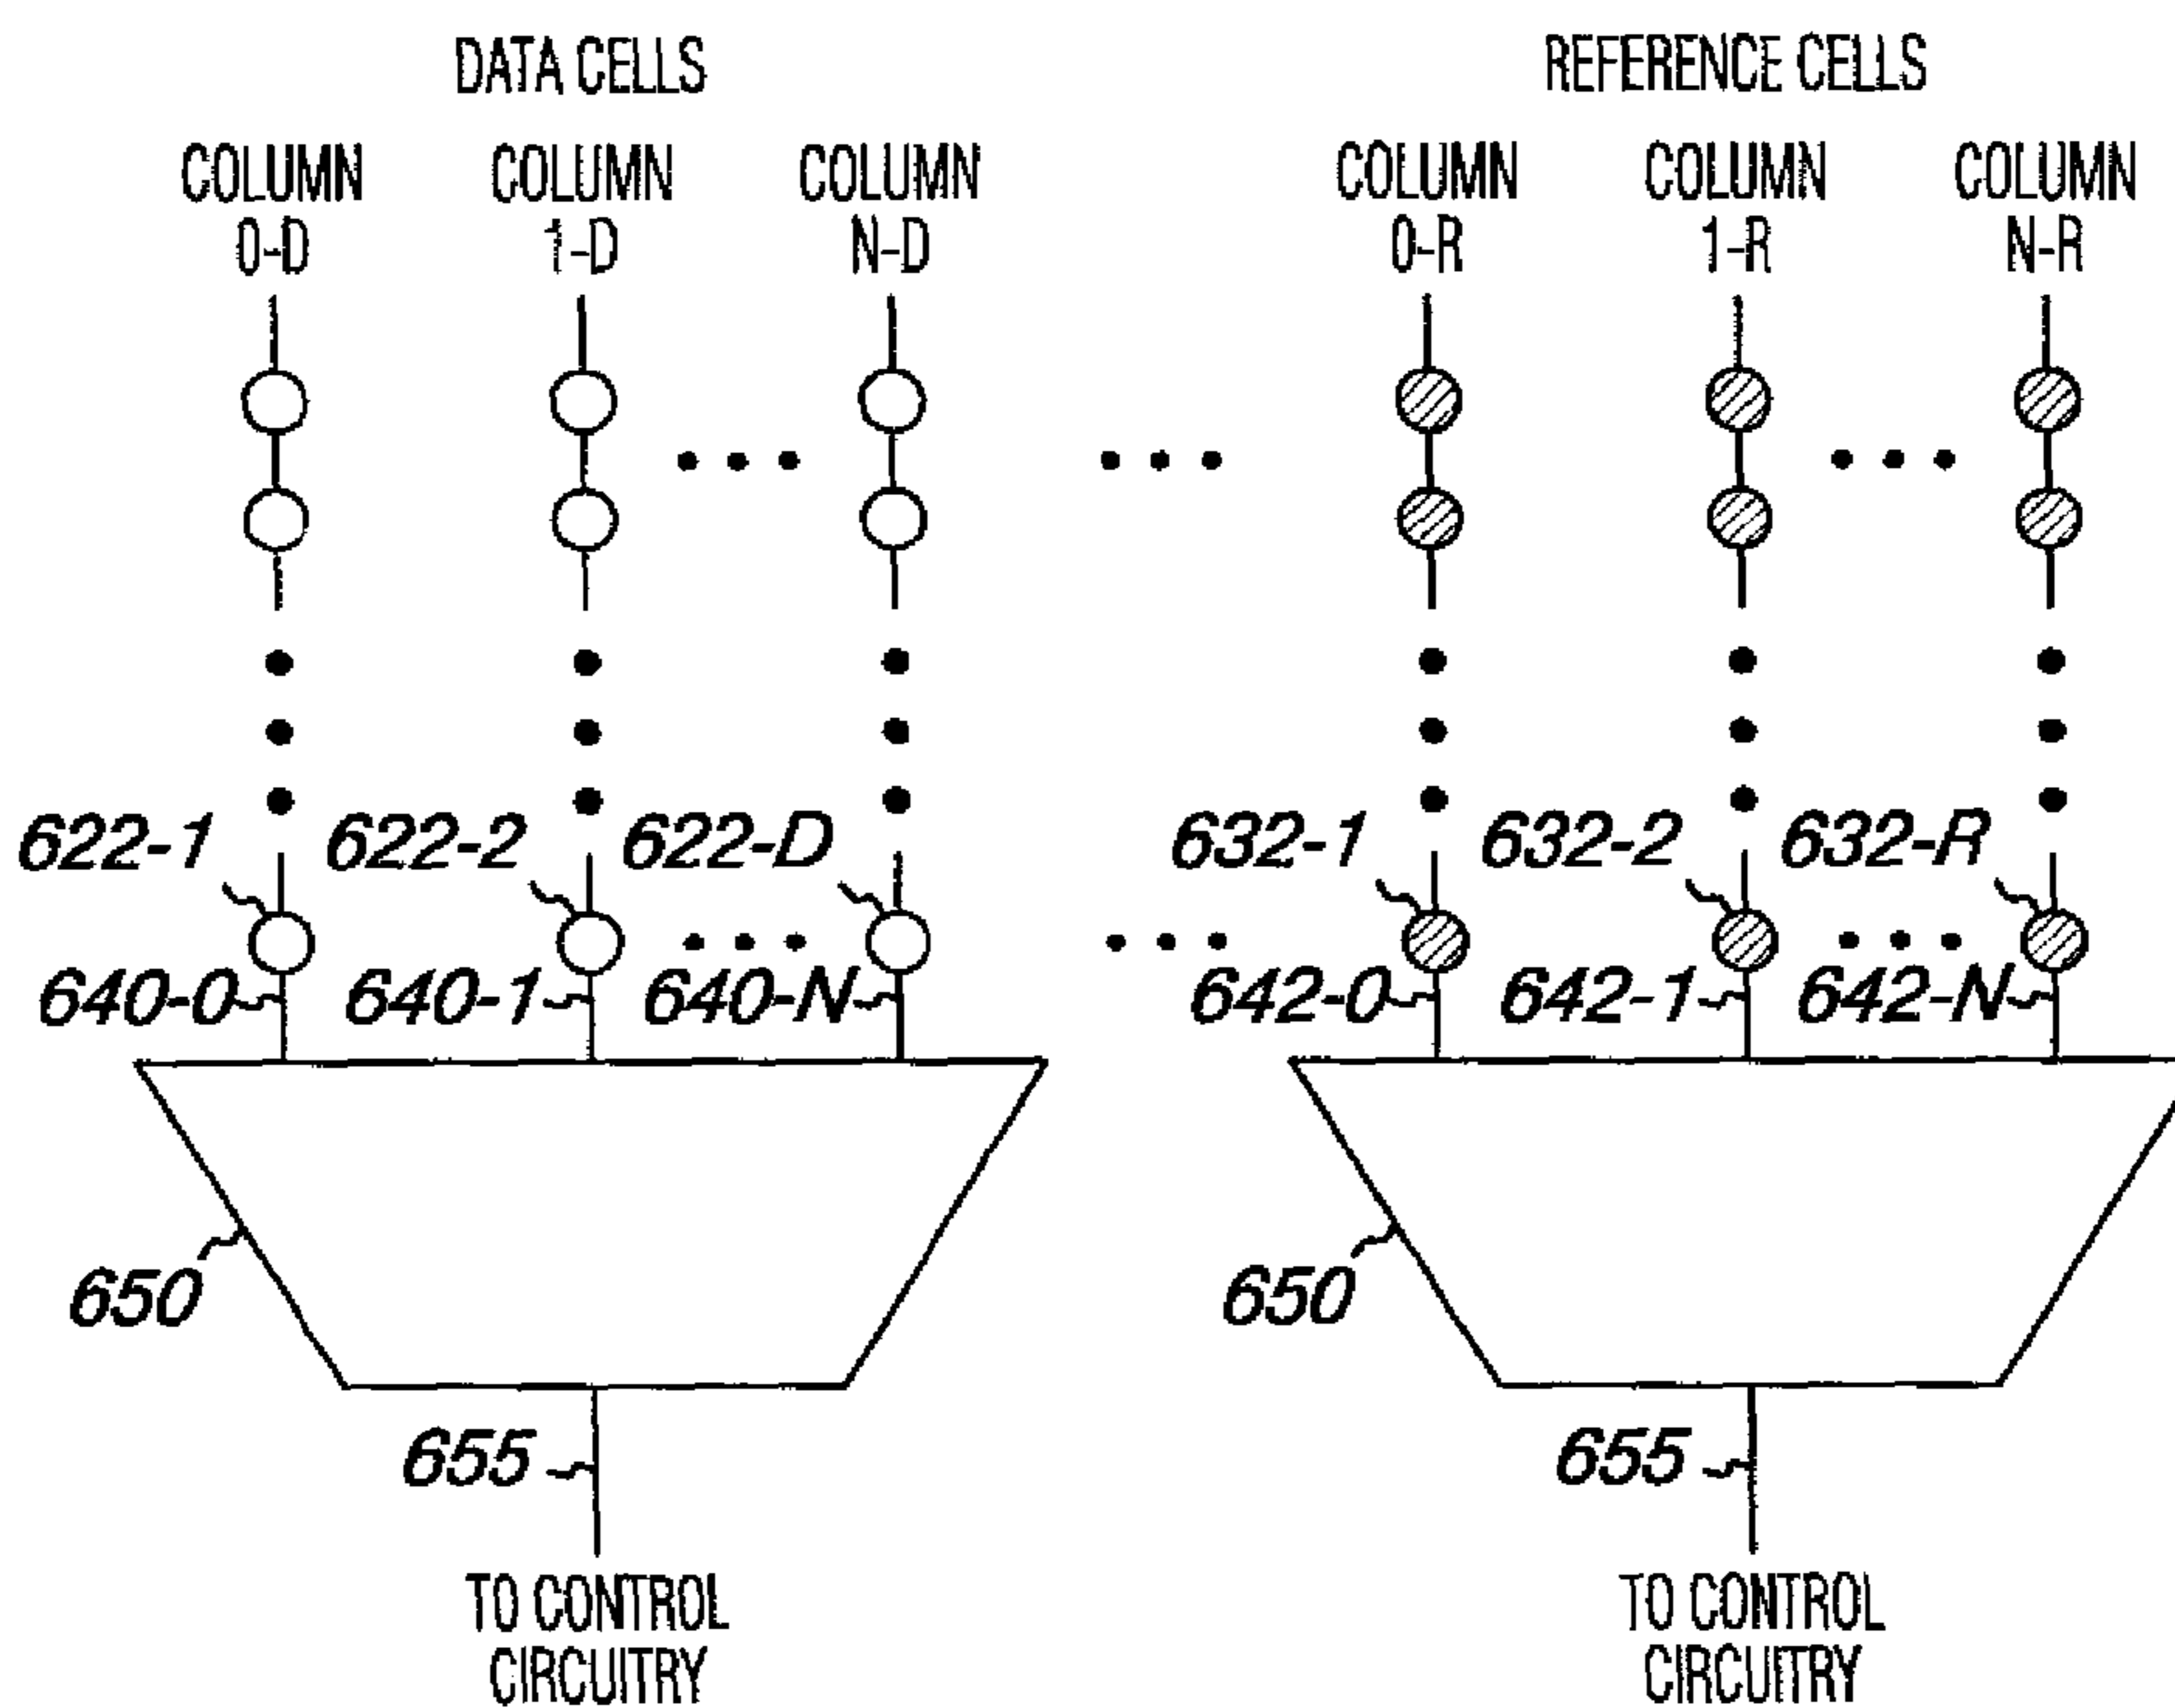 DATA CELLS
REFERENCE CELLS
COLUMN 0-D
COLUMN 1-D
COLUMN N-D
COLUMN 0-R
COLUMN 1-R
COLUMN N-R
622-1 622-2 622-D 632-1 632-2 632-R
640-0 640-1 640-N 642-0 642-1 642-N
650 650
655 655
TO CONTROL
CIRCUITRY
TO CONTROL
CIRCUITRY